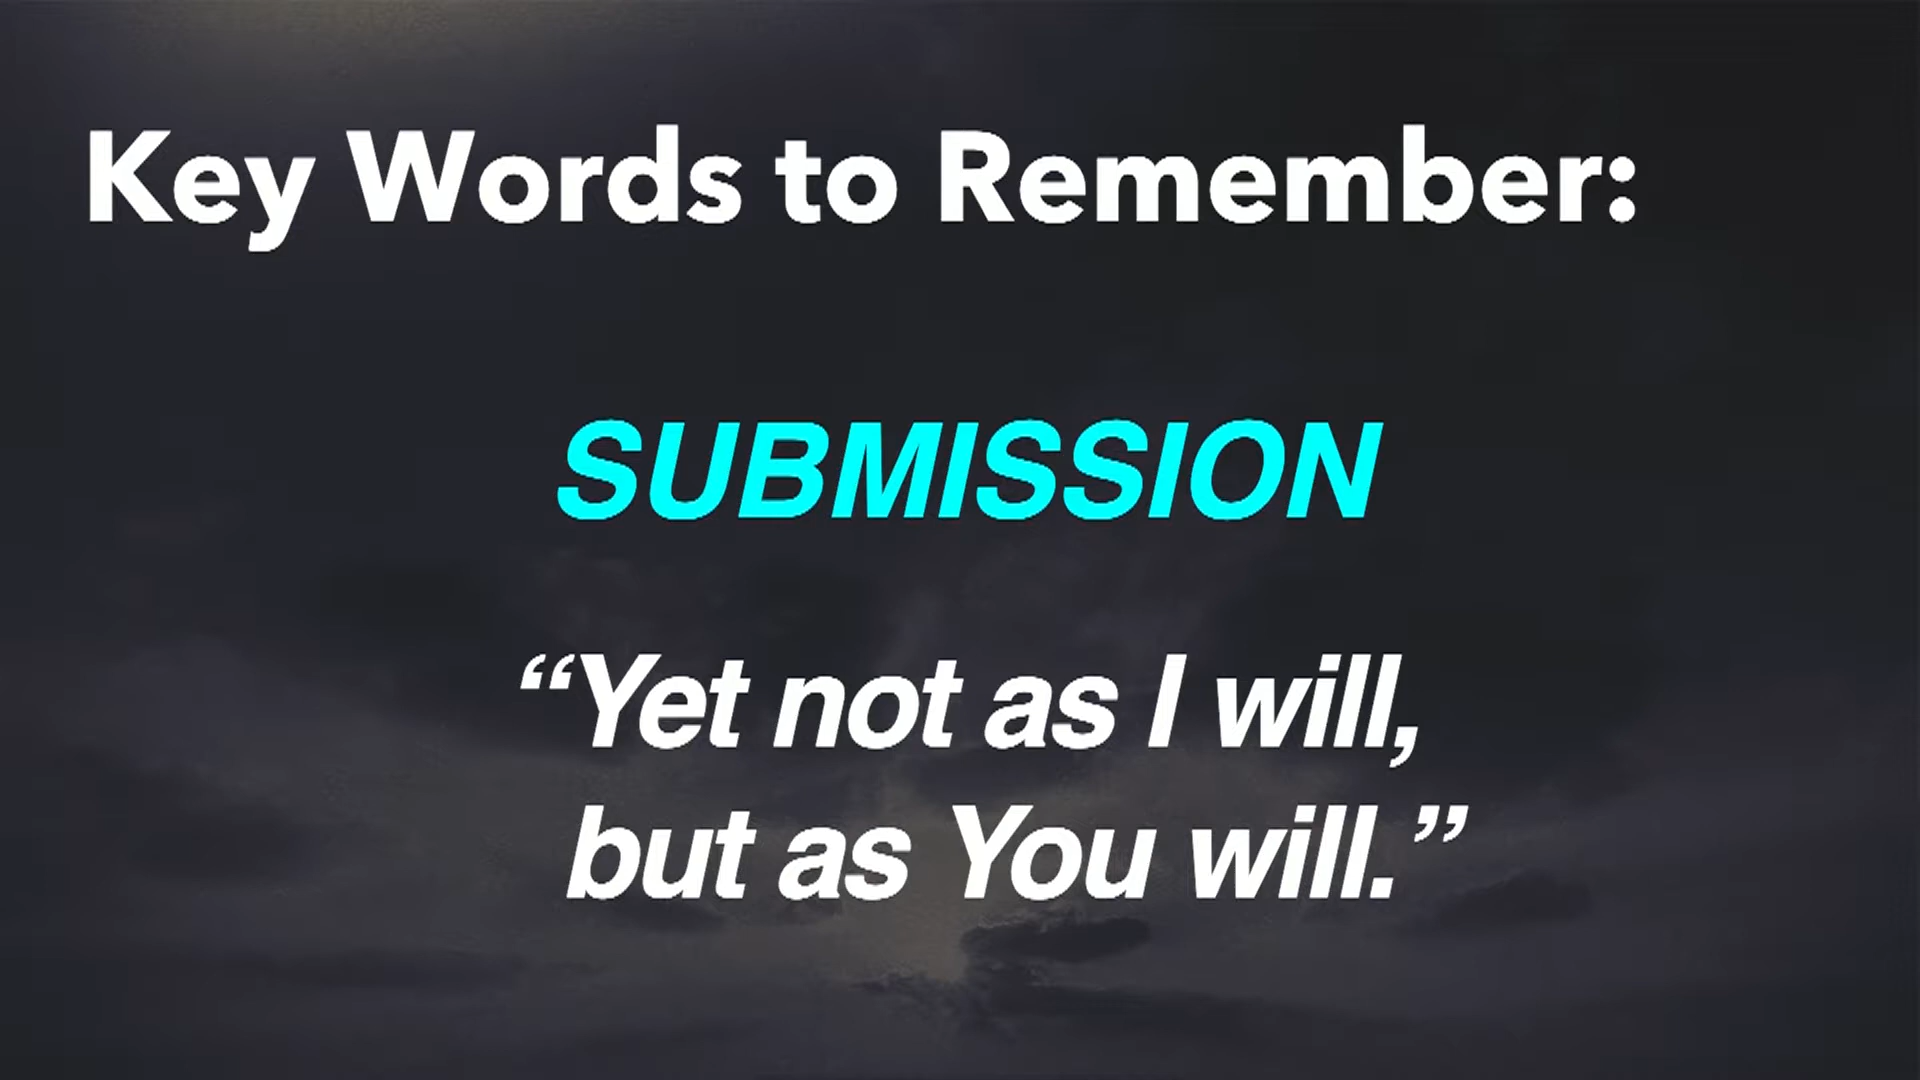 Key Words to Remember:
SUBMISSION
“Yet not as I will,
but as You will.”